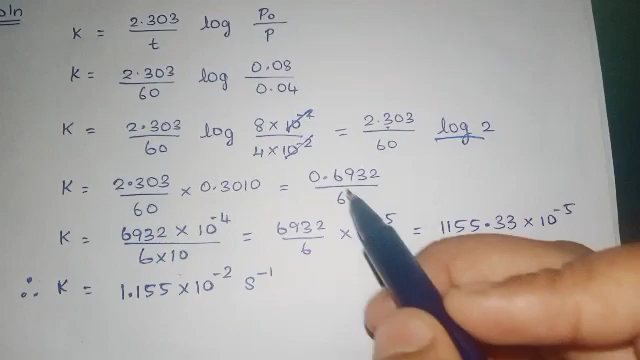 oln
K = 2.303/t log P₀/P
K = 2.303/60 log 0.08/0.04
K = 2.303/60 log 8 × 10⁻²/4 × 10⁻² = 2.303/60 log 2
K = 2.303/60 × 0.3010 = 0.6932/6
K = 6932 × 10⁻⁴/6 × 10 = 6932/6 × 5 = 1155.33 × 10⁻⁵
∴ K = 1.155 × 10⁻² s⁻¹